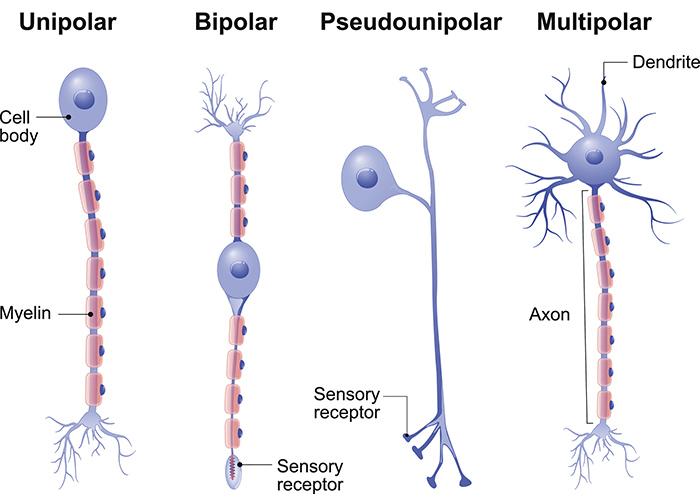 Unipolar
Bipolar
Pseudounipolar
Multipolar
Dendrite
Cell
body
Myelin
Axon
Sensory
receptor
Sensory
receptor